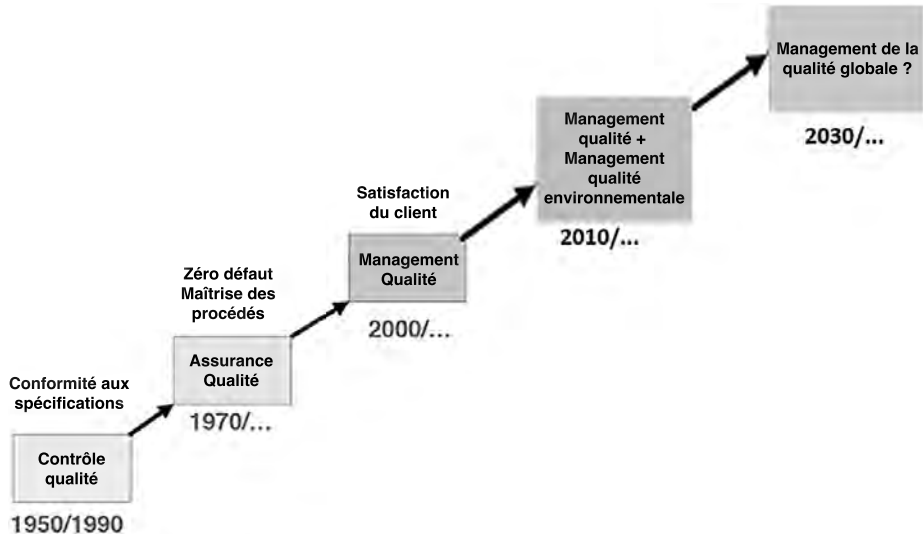 Conformité aux
spécifications
Contrôle
qualité
1950/1990
Zéro défaut
Maîtrise des
procédés
Assurance
Qualité
1970/...
Satisfaction
du client
Management
Qualité
2000/...
Management
qualité +
Management
qualité
environnementale
2010/...
Management de la
qualité globale ?
2030/...